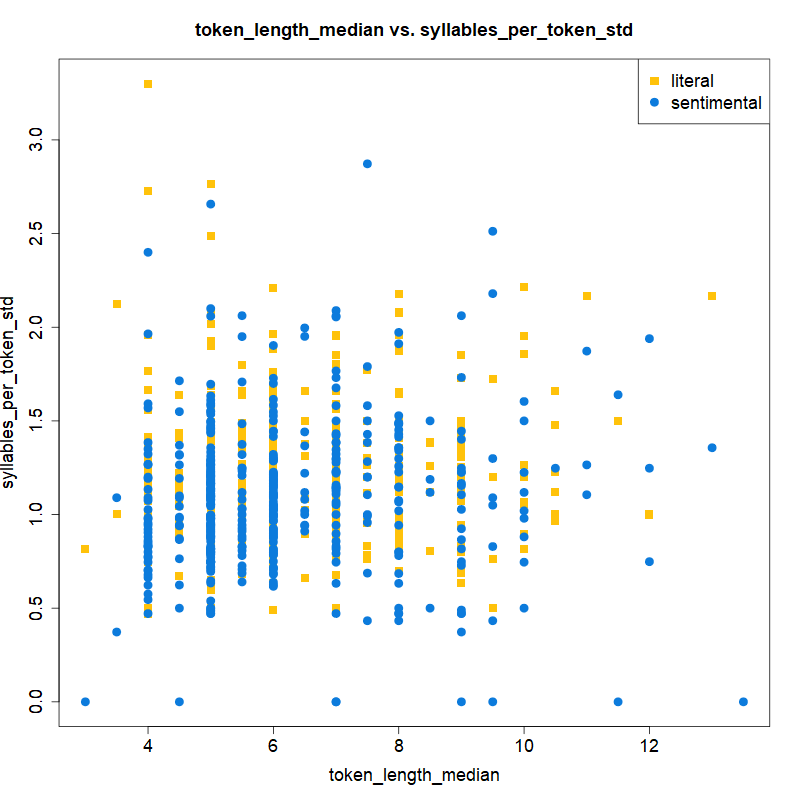 token_length_median vs. syllables_per_token_std
literal
sentimental
syllables_per_token_std
3.0
2.5
2.0
1.5
1.0
0.5
0.0
4 6 8 10 12
token_length_median